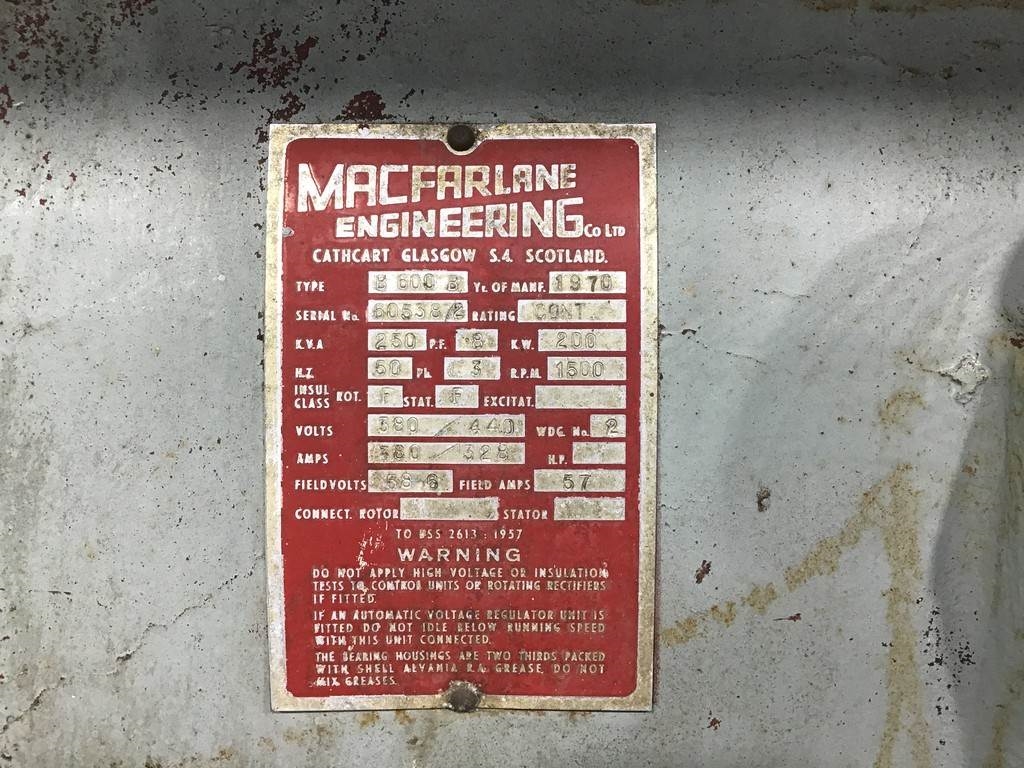 MACFARLANE
ENGINEERING Co LTD
CATHCART GLASGOW S.4. SCOTLAND.
TYPE B 600 B YR. OF MANF. 1970
SERIAL No. 60538/2 RATING CONT
K.V.A 250 P.F. 8 K.W. 200
H.Z. 50 Ph. 3 R.P.M. 1500
INSUL CLASS ROT. F STAT. F EXCITAT.
VOLTS 380 / 440 WDG. No. 2
AMPS 380 / 328 H.P.
FIELD VOLTS 58.6 FIELD AMPS 57
CONNECT. ROTOR STATOR
TO BSS 2613 : 1957
WARNING
DO NOT APPLY HIGH VOLTAGE OR INSULATION
TESTS TO CONTROL UNITS OR ROTATING RECTIFIERS
IF FITTED.
IF AN AUTOMATIC VOLTAGE REGULATOR UNIT IS
FITTED DO NOT IDLE BELOW RUNNING SPEED
WITH THIS UNIT CONNECTED.
THE BEARING HOUSINGS ARE TWO THIRDS PACKED
WITH SHELL ALVANIA R.A. GREASE. DO NOT
MIX GREASES.